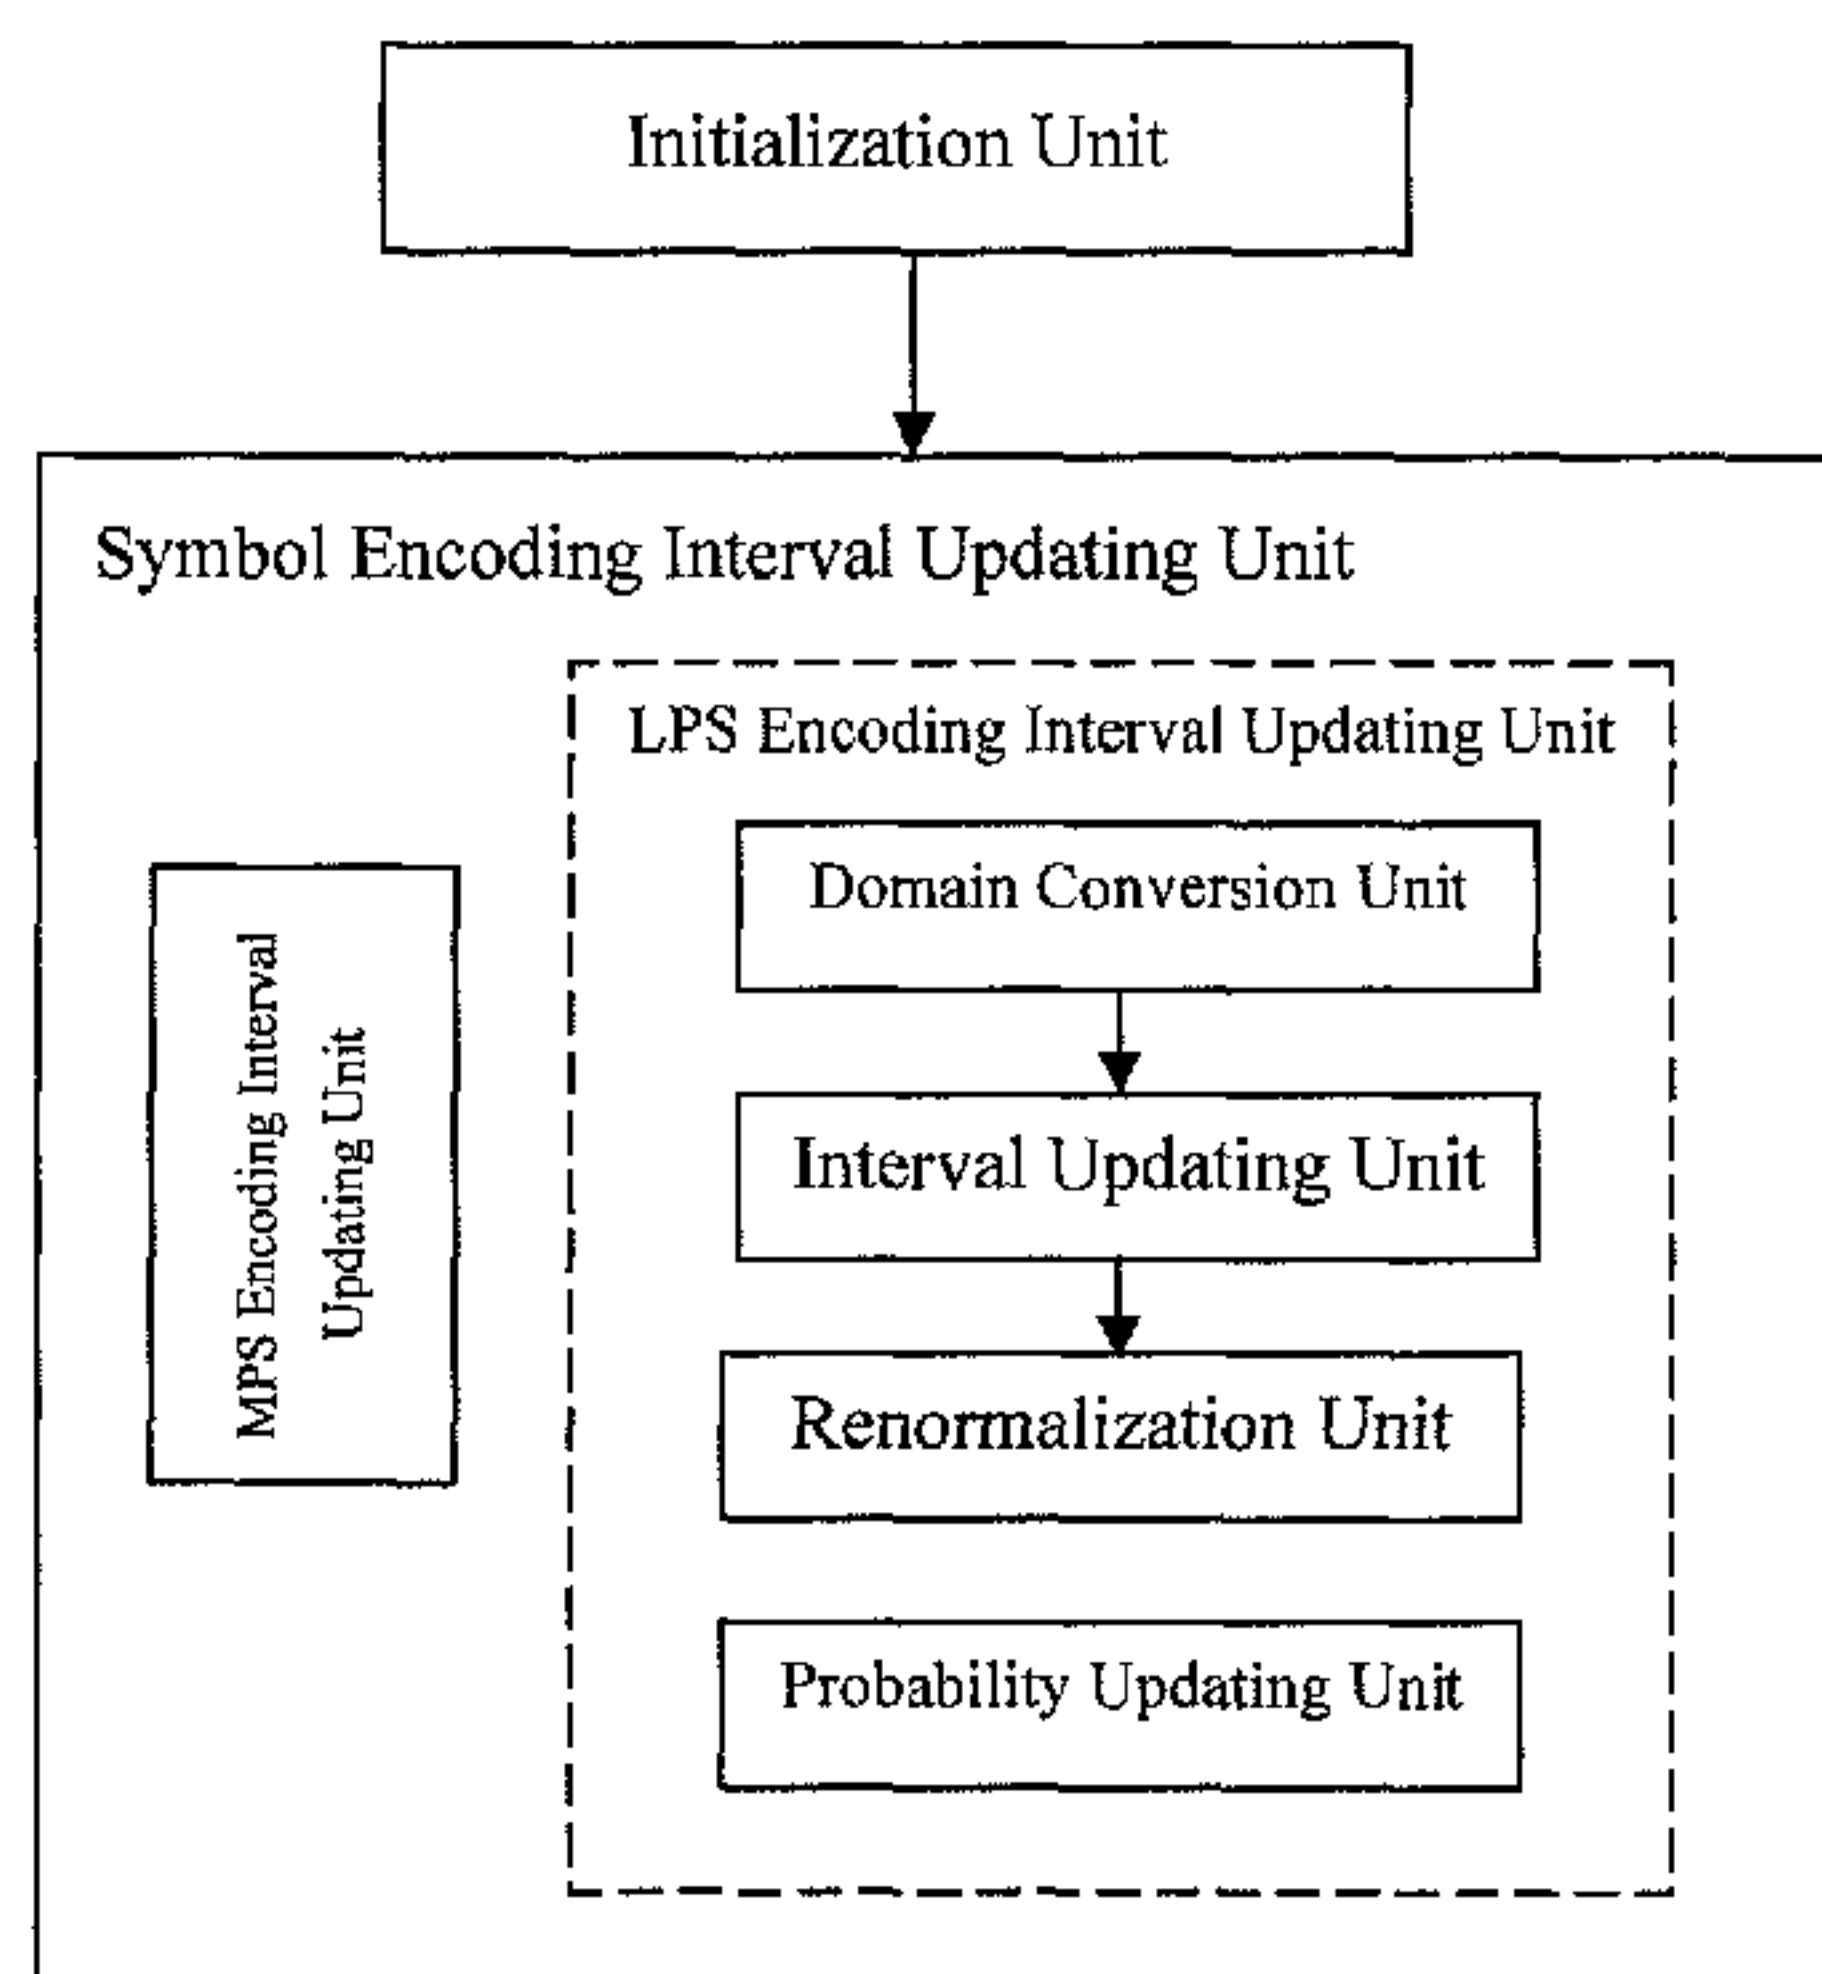 Initialization Unit
Symbol Encoding Interval Updating Unit
LPS Encoding Interval Updating Unit
Domain Conversion Unit
MPS Encoding Interval
Updating Unit
Interval Updating Unit
Renormalization Unit
Probability Updating Unit